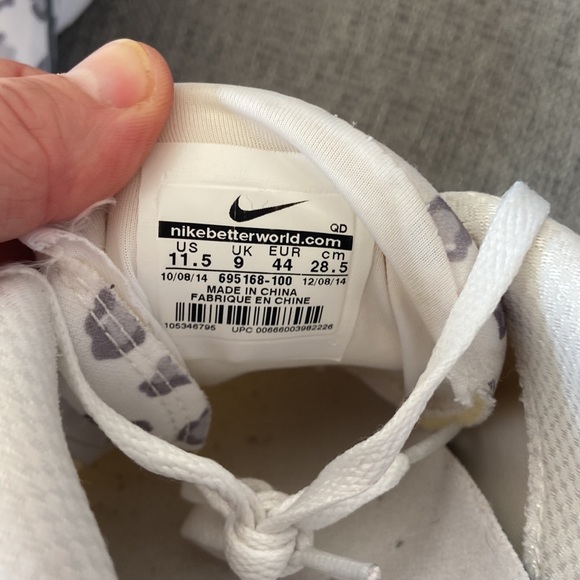 QD
nikebetterworld.com
US UK EUR cm
11.5 9 44 28.5
10/08/14 695168-100 12/08/14
MADE IN CHINA
FABRIQUE EN CHINE
105346795 UPC 00666003982226